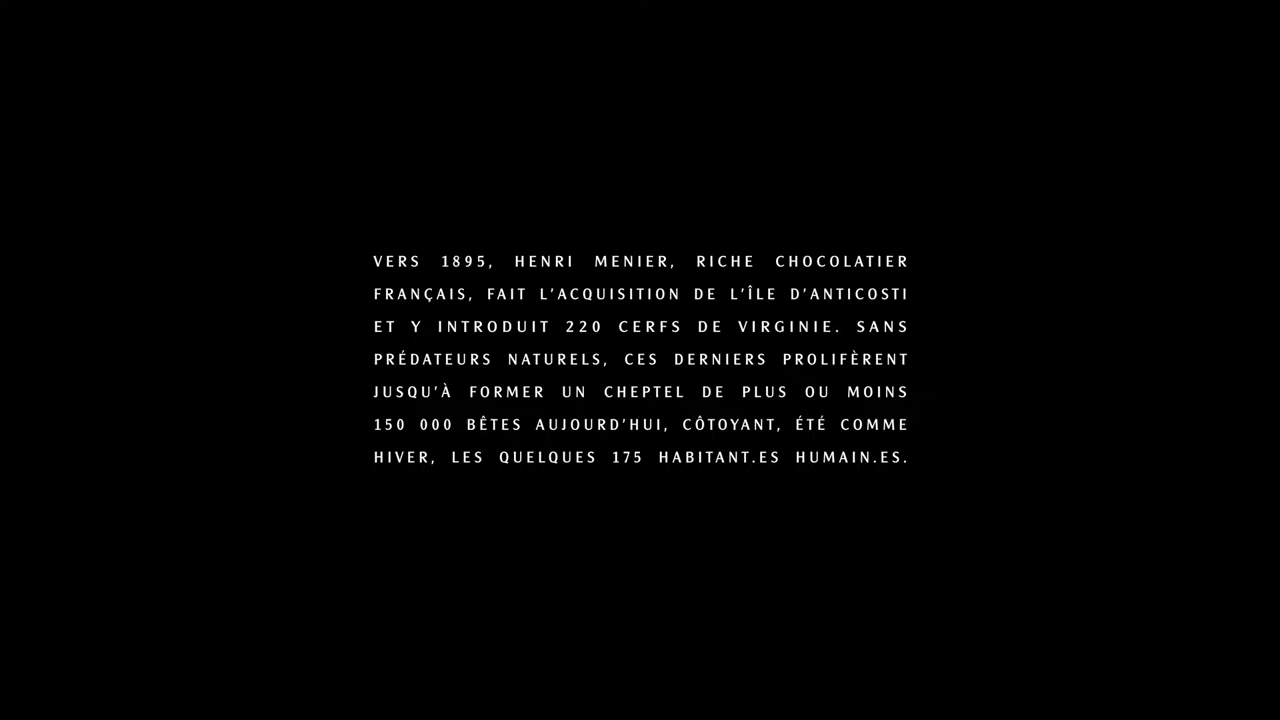 VERS 1895, HENRI MENIER, RICHE CHOCOLATIER
FRANÇAIS, FAIT L’ACQUISITION DE L’ÎLE D’ANTICOSTI
ET Y INTRODUIT 220 CERFS DE VIRGINIE. SANS
PRÉDATEURS NATURELS, CES DERNIERS PROLIFÈRENT
JUSQU’À FORMER UN CHEPTEL DE PLUS OU MOINS
150 000 BÊTES AUJOURD’HUI, CÔTOYANT, ÉTÉ COMME
HIVER, LES QUELQUES 175 HABITANT.ES HUMAIN.ES.